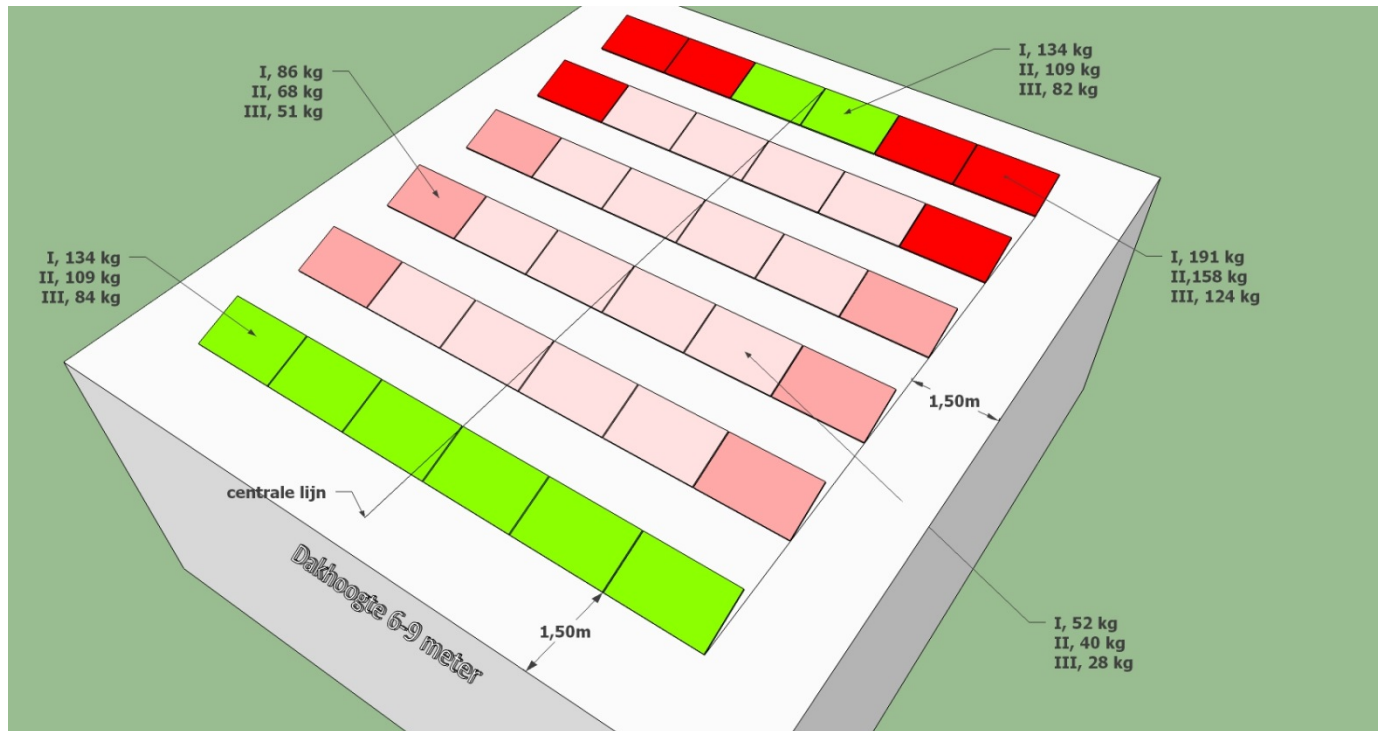 I, 134 kg
II, 109 kg
III, 82 kg
I, 86 kg
II, 68 kg
III, 51 kg
I, 134 kg
II, 109 kg
III, 84 kg
I, 191 kg
II,158 kg
III, 124 kg
1,50m
centrale lijn
Dakhoogte 6-9 meter
1,50m
I, 52 kg
II, 40 kg
III, 28 kg